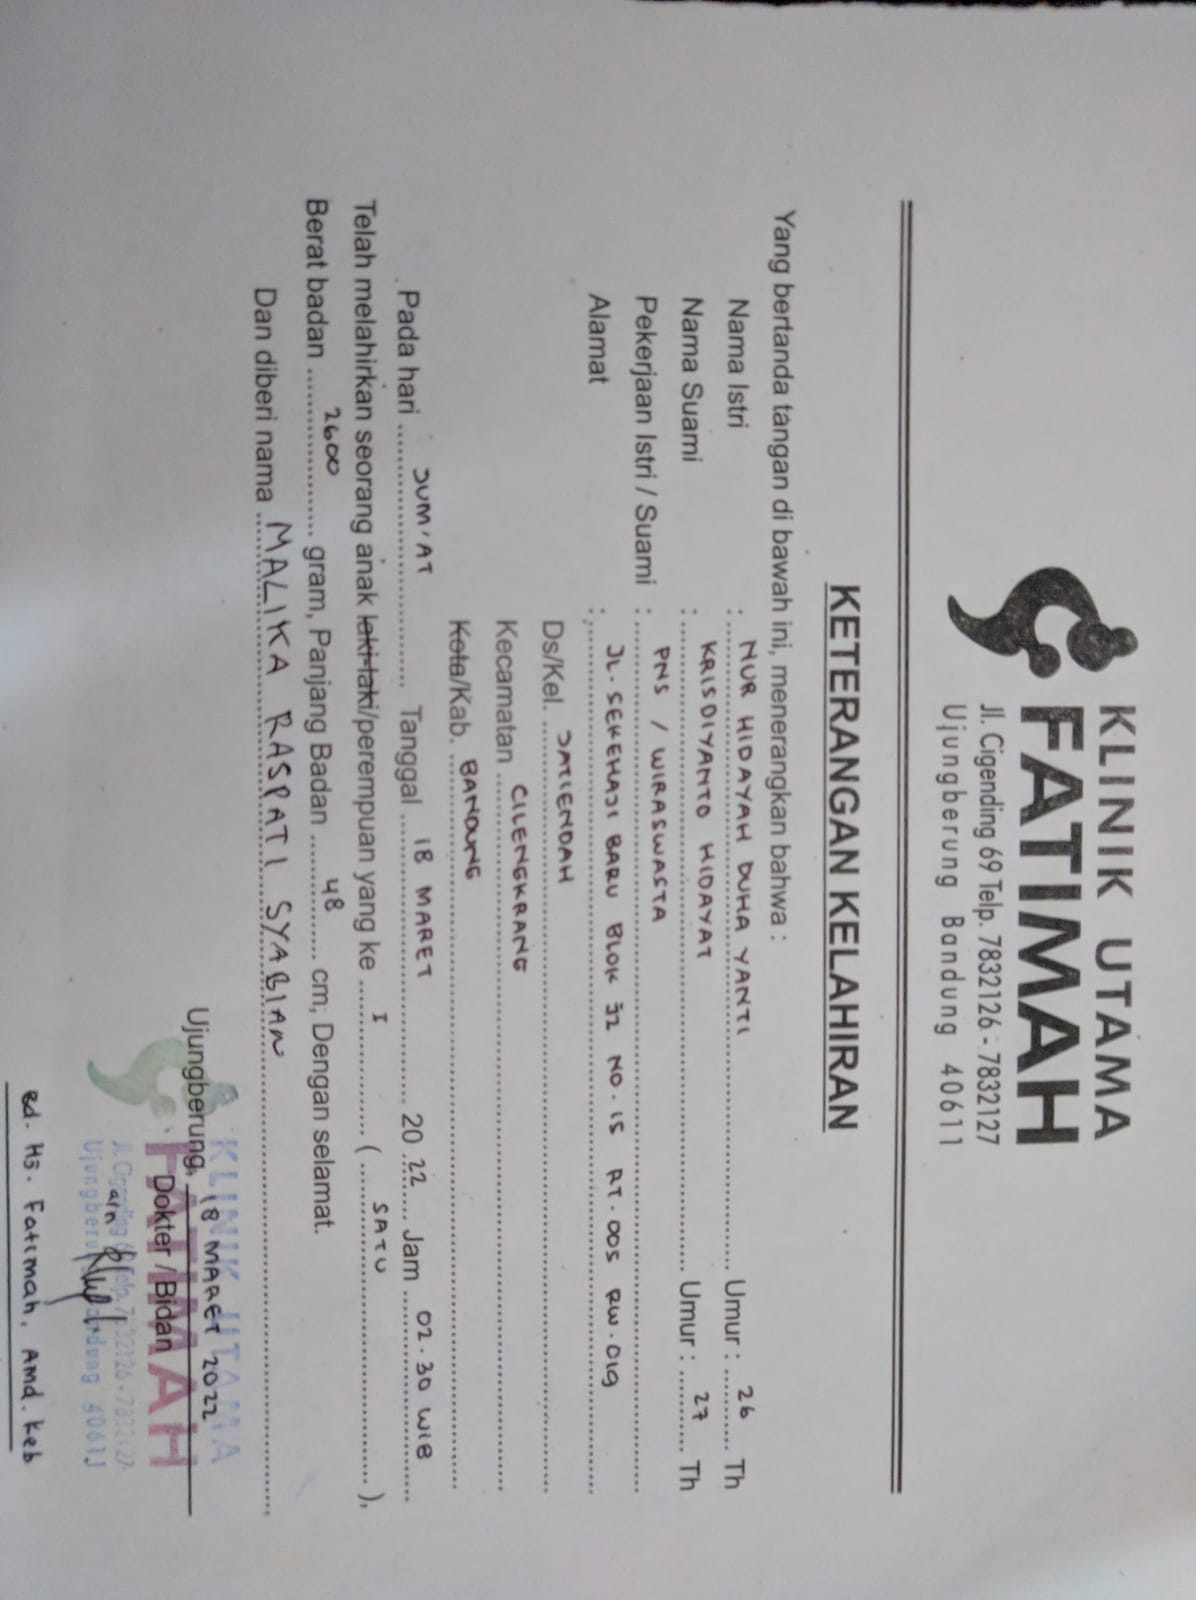 KLINIK UTAMA
FATIMAH
Jl. Cigending 69 Telp. 7832126 - 7832127
Ujungberung Bandung 40611
KETERANGAN KELAHIRAN
Yang bertanda tangan di bawah ini, menerangkan bahwa :
Nama Istri : NUR HIDAYAH DUHA YANTI Umur : 26 Th
Nama Suami : KRISDIYANTO HIDAYAT Umur : 27 Th
Pekerjaan Istri / Suami : PNS / WIRASWASTA
Alamat : JL. SEKEHAJI BARU BLOK 32 NO. 15 RT. 005 RW. 019
Ds/Kel. JATIENDAH
Kecamatan CILENGKRANG
Kota/Kab. BANDUNG
Pada hari JUM'AT Tanggal 18 MARET 20 22 Jam 02.30 WIB
Telah melahirkan seorang anak laki-laki/perempuan yang ke I ( SATU ),
Berat badan 2600 gram, Panjang Badan 48 cm; Dengan selamat.
Dan diberi nama MALIKA RASPATI SYABIAN
Ujungberung, 18 MARET 2022
Dokter / Bidan
KLINIK UTAMA
FATIMAH
Jl. Cigending 69 Telp. 7832126 - 7832127
Ujungberung Bandung 40611
a/n
Bd. Hj. Fatimah, Amd. Keb